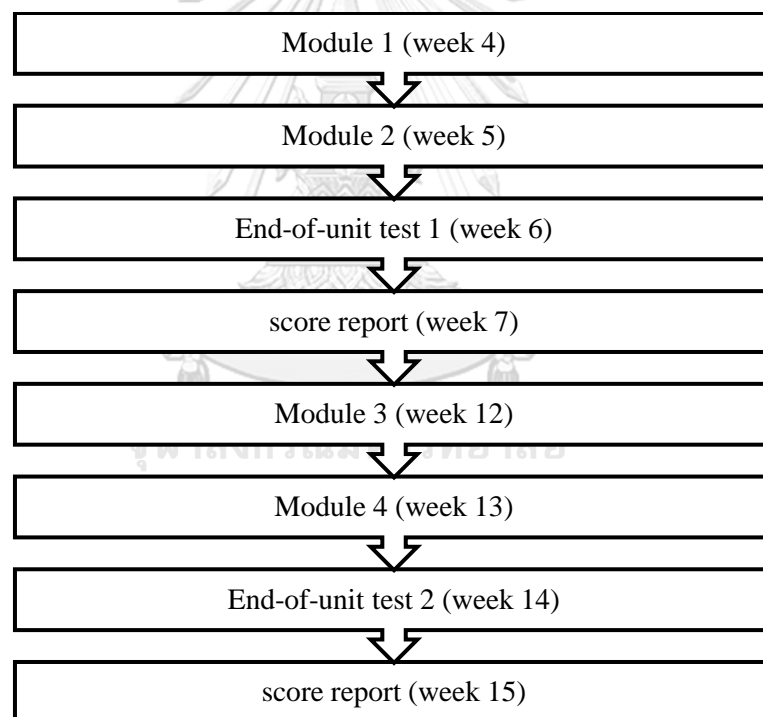 Module 1 (week 4)
Module 2 (week 5)
End-of-unit test 1 (week 6)
score report (week 7)
Module 3 (week 12)
Module 4 (week 13)
End-of-unit test 2 (week 14)
score report (week 15)